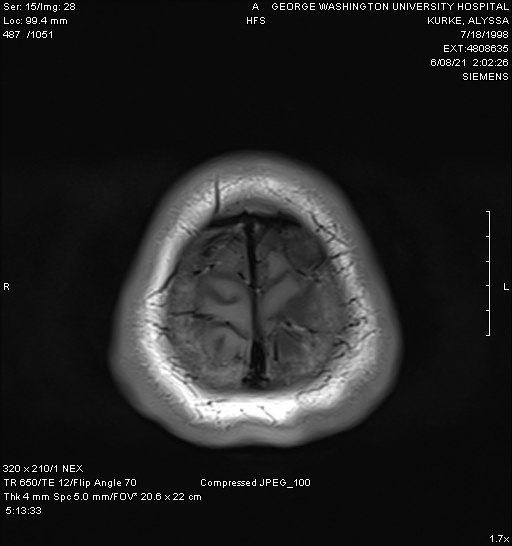 Ser: 15/Img: 28
Loc: 99.4 mm
487 /1051
A GEORGE WASHINGTON UNIVERSITY HOSPITAL
HFS KURKE, ALYSSA
7/18/1998
EXT:4808635
6/08/21 2:02:26
SIEMENS
R
L
320 x 210/1 NEX
TR 650/TE 12/Flip Angle 70 Compressed JPEG_100
Thk 4 mm Spc 5.0 mm/FOV" 20.6 x 22 cm
5:13:33
1.7x